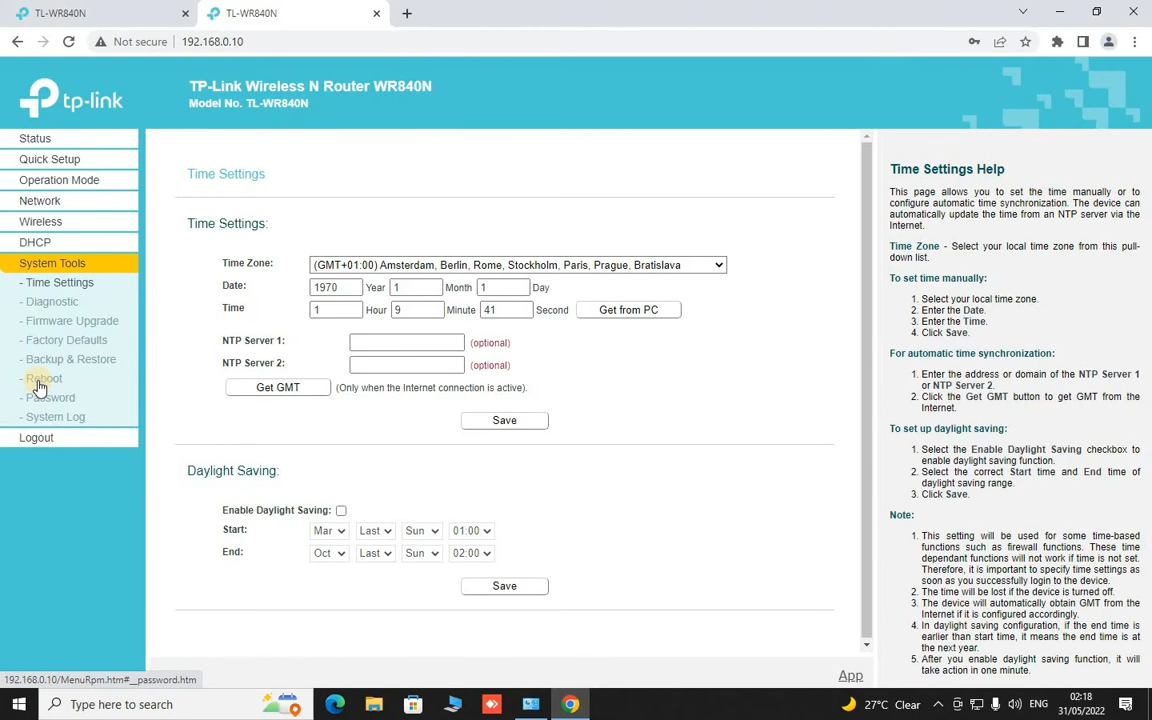 TL-WR840N
TL-WR840N
Not secure 192.168.0.10
tp-link
TP-Link Wireless N Router WR840N
Model No. TL-WR840N
Status
Quick Setup
Operation Mode
Network
Wireless
DHCP
System Tools
- Time Settings
- Diagnostic
- Firmware Upgrade
- Factory Defaults
- Backup & Restore
- Reboot
- Password
- System Log
Logout
Time Settings
Time Settings:
Time Zone: (GMT+01:00) Amsterdam, Berlin, Rome, Stockholm, Paris, Prague, Bratislava
Date: 1970 Year 1 Month 1 Day
Time 1 Hour 9 Minute 41 Second Get from PC
NTP Server 1: (optional)
NTP Server 2: (optional)
Get GMT (Only when the Internet connection is active).
Save
Daylight Saving:
Enable Daylight Saving:
Start: Mar Last Sun 01:00
End: Oct Last Sun 02:00
Save
App
Time Settings Help
This page allows you to set the time manually or to
configure automatic time synchronization. The device can
automatically update the time from an NTP server via the
Internet.
Time Zone - Select your local time zone from this pull-
down list.
To set time manually:
1. Select your local time zone.
2. Enter the Date.
3. Enter the Time.
4. Click Save.
For automatic time synchronization:
1. Enter the address or domain of the NTP Server 1
or NTP Server 2.
2. Click the Get GMT button to get GMT from the
Internet.
To set up daylight saving:
1. Select the Enable Daylight Saving checkbox to
enable daylight saving function.
2. Select the correct Start time and End time of
daylight saving range.
3. Click Save.
Note:
1. This setting will be used for some time-based
functions such as firewall functions. These time
dependant functions will not work if time is not set.
Therefore, it is important to specify time settings as
soon as you successfully login to the device.
2. The time will be lost if the device is turned off.
3. The device will automatically obtain GMT from the
Internet if it is configured accordingly.
4. In daylight saving configuration, if the end time is
earlier than start time, it means the end time is at
the next year.
5. After you enable daylight saving function, it will
take action in one minute.
192.168.0.10/MenuRpm.htm#__password.htm
Type here to search
27°C Clear
ENG
02:18
31/05/2022